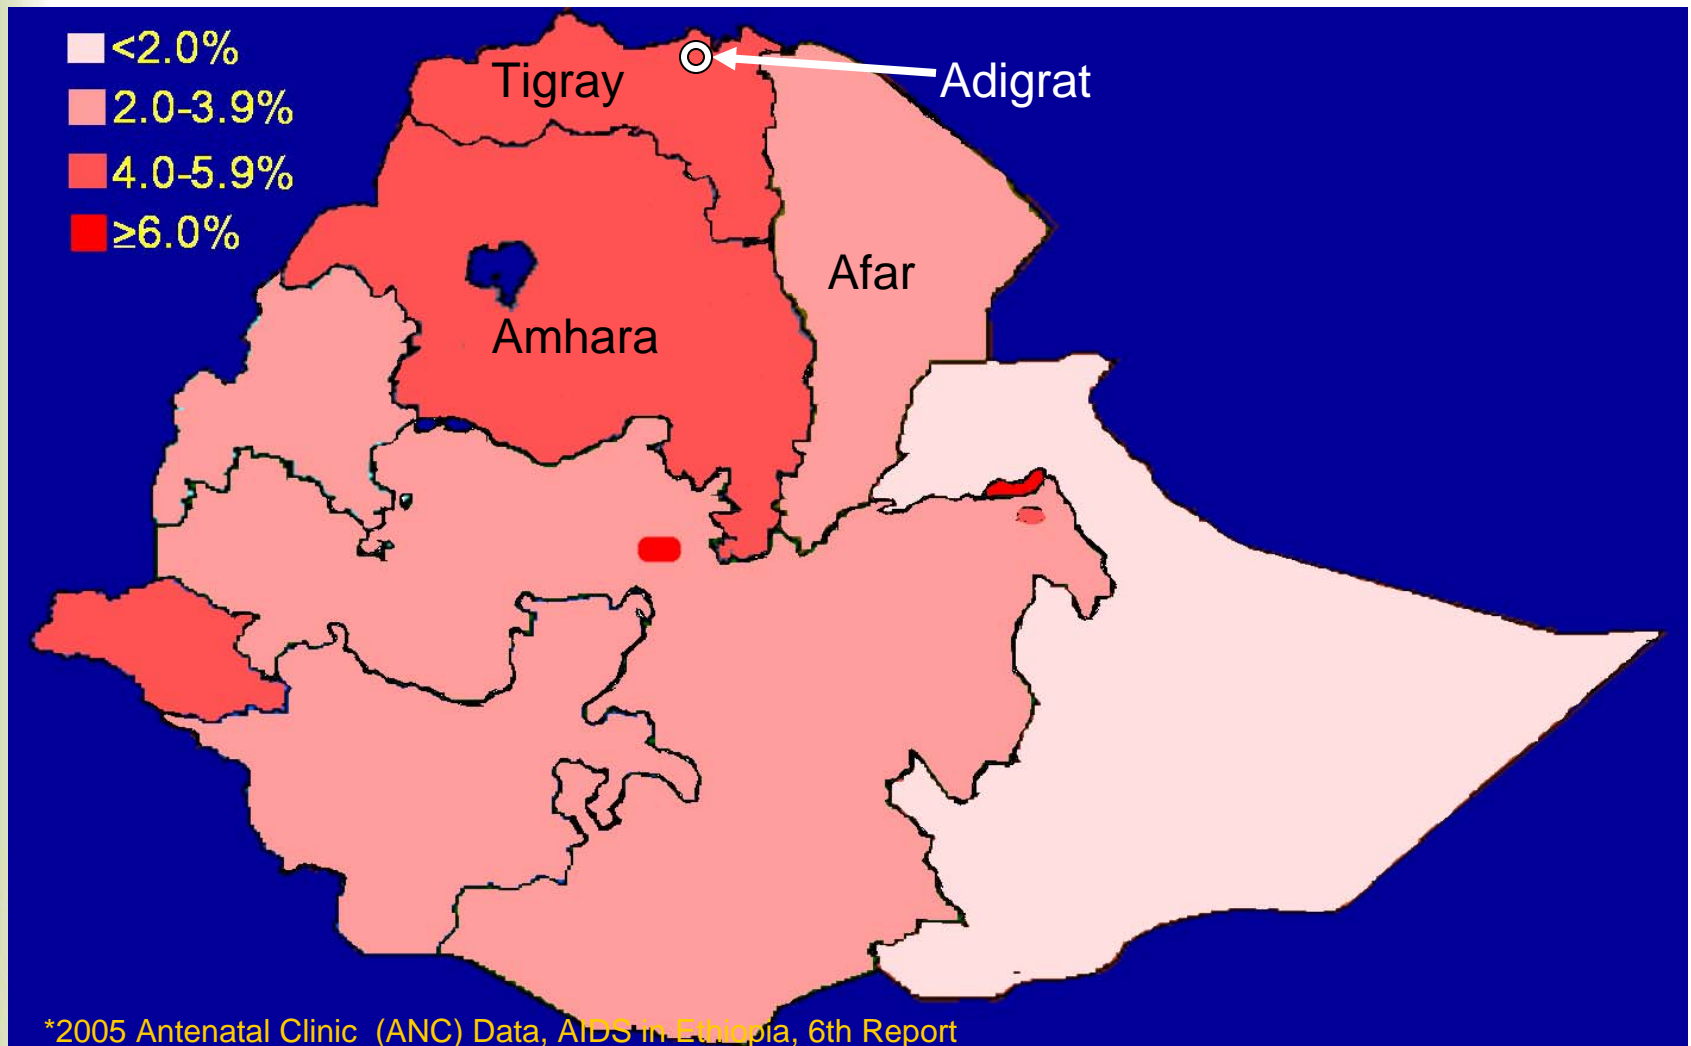 <2.0%
2.0-3.9%
4.0-5.9%
≥6.0%
Tigray
Adigrat
Afar
Amhara
*2005 Antenatal Clinic (ANC) Data, AIDS in Ethiopia, 6th Report